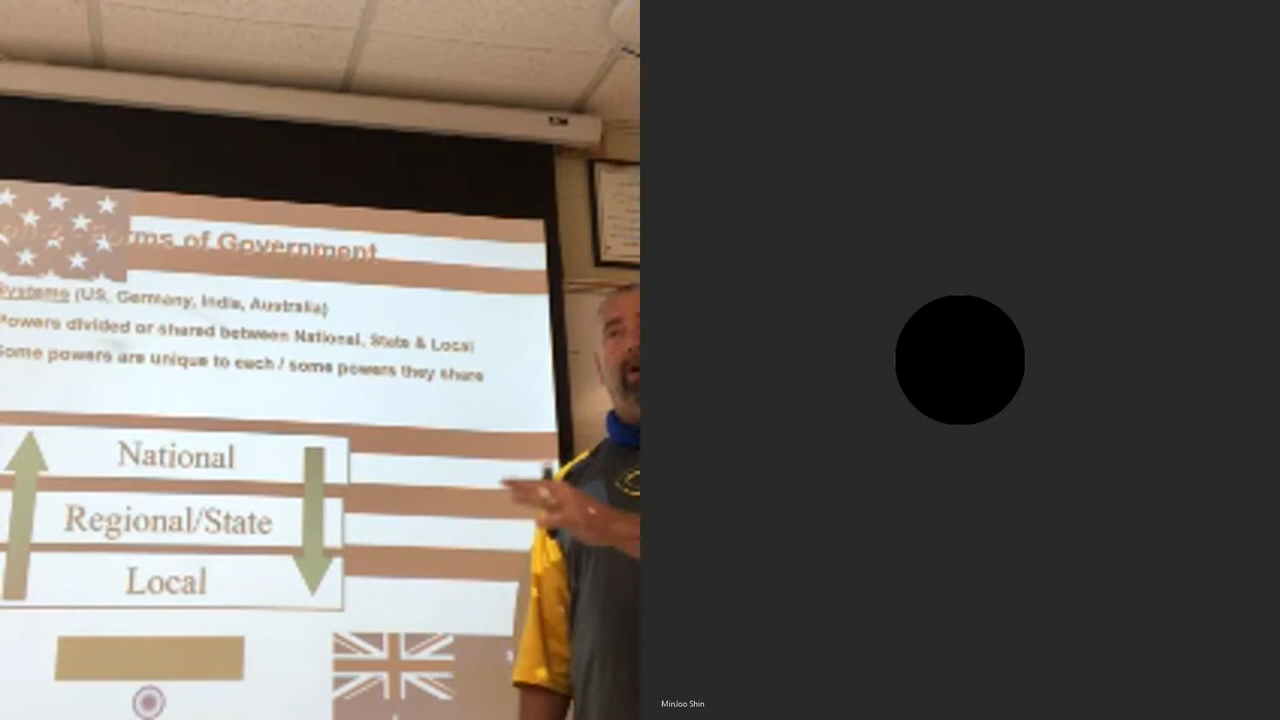 Forms of Government
Systems (US, Germany, India, Australia)
Powers divided or shared between National, State & Local
Some powers are unique to each / some powers they share
National
Regional/State
Local
MinJoo Shin